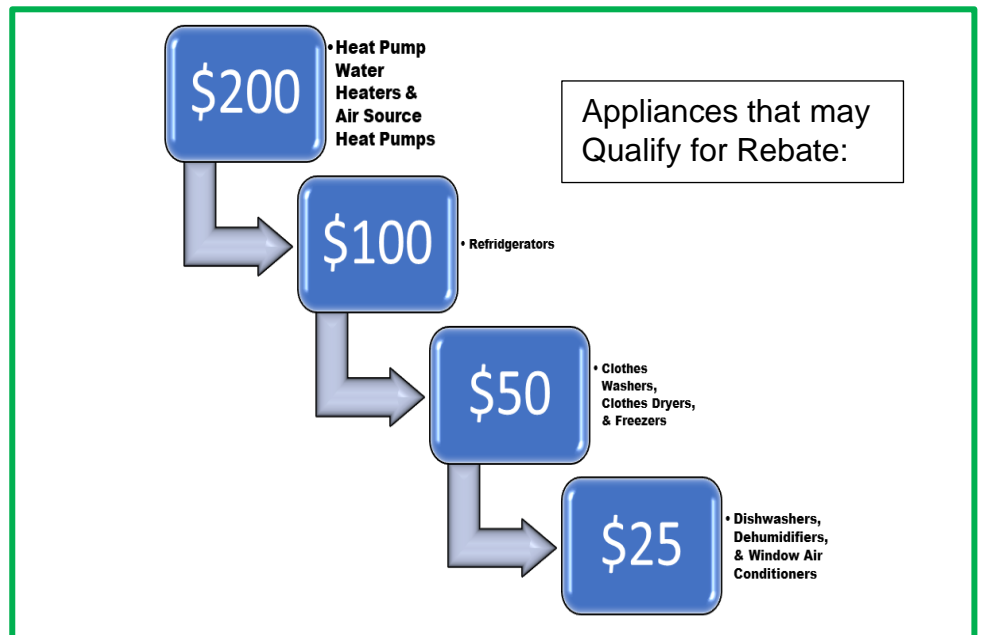 $200
• Heat Pump
Water
Heaters &
Air Source
Heat Pumps
Appliances that may
Qualify for Rebate:
$100
• Refridgerators
$50
• Clothes
Washers,
Clothes Dryers,
& Freezers
$25
• Dishwashers,
Dehumidifiers,
& Window Air
Conditioners